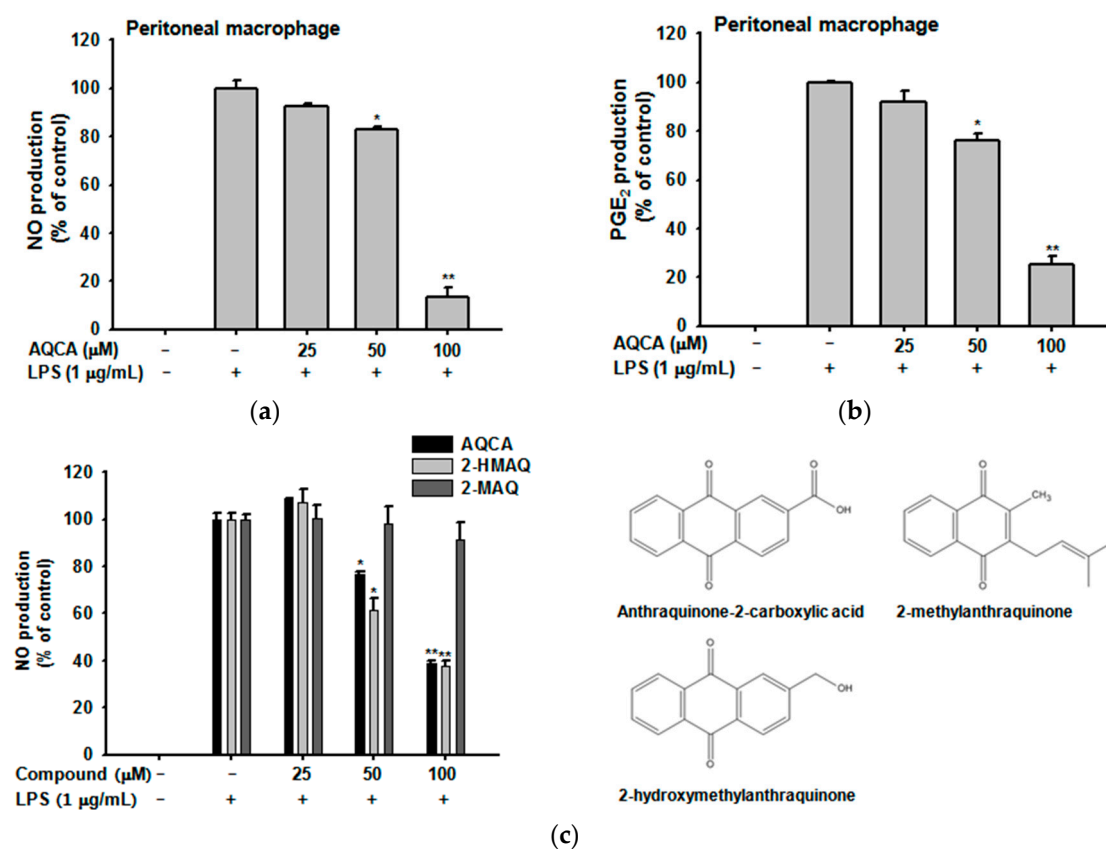 Peritoneal macrophage
NO production
(% of control)
120
100
80
60
40
20
0
* **
AQCA (μM) − − 25 50 100
LPS (1 μg/mL) − + + + +
(a)
Peritoneal macrophage
PGE₂ production
(% of control)
120
100
80
60
40
20
0
* **
AQCA (μM) − − 25 50 100
LPS (1 μg/mL) − + + + +
(b)
AQCA
2-HMAQ
2-MAQ
NO production
(% of control)
120
100
80
60
40
20
0
* * ** **
Compound (μM) − − 25 50 100
LPS (1 μg/mL) − + + + +
O O
OH
O
Anthraquinone-2-carboxylic acid
O
CH₃
O
2-methylanthraquinone
O
OH
O
2-hydroxymethylanthraquinone
(c)